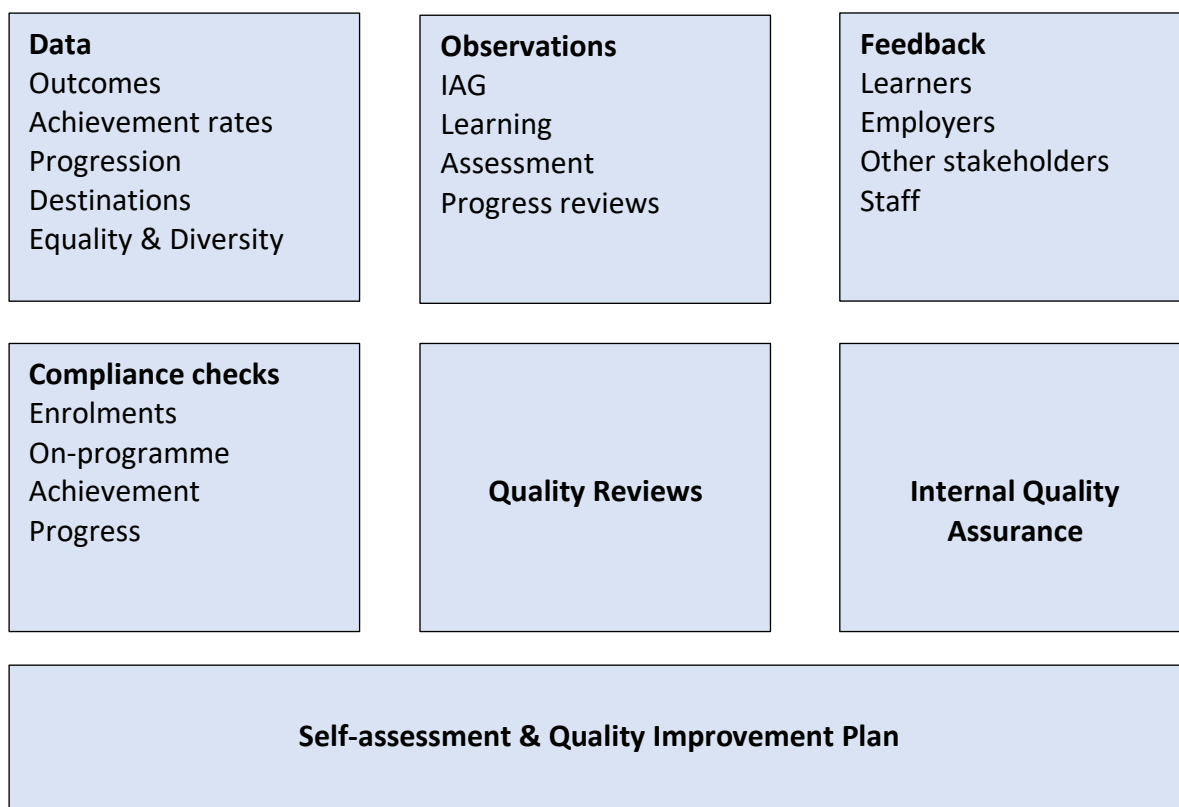 Data
Outcomes
Achievement rates
Progression
Destinations
Equality & Diversity
Observations
IAG
Learning
Assessment
Progress reviews
Feedback
Learners
Employers
Other stakeholders
Staff
Compliance checks
Enrolments
On-programme
Achievement
Progress
Quality Reviews
Internal Quality
Assurance
Self-assessment & Quality Improvement Plan